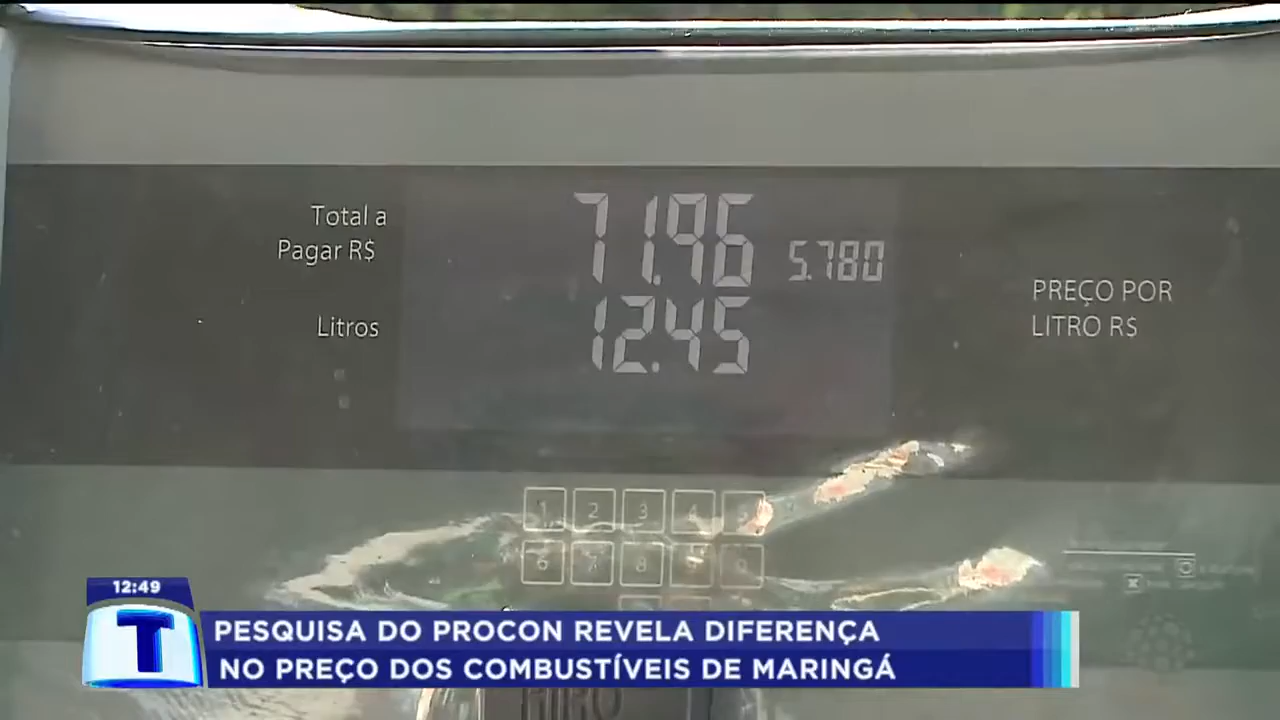 Total a
Pagar R$
71.96
5.780
Litros
12.45
PREÇO POR
LITRO R$
1 2 3 4 5
6 7 8 9 0
12:49
T
PESQUISA DO PROCON REVELA DIFERENÇA
NO PREÇO DOS COMBUSTÍVEIS DE MARINGÁ